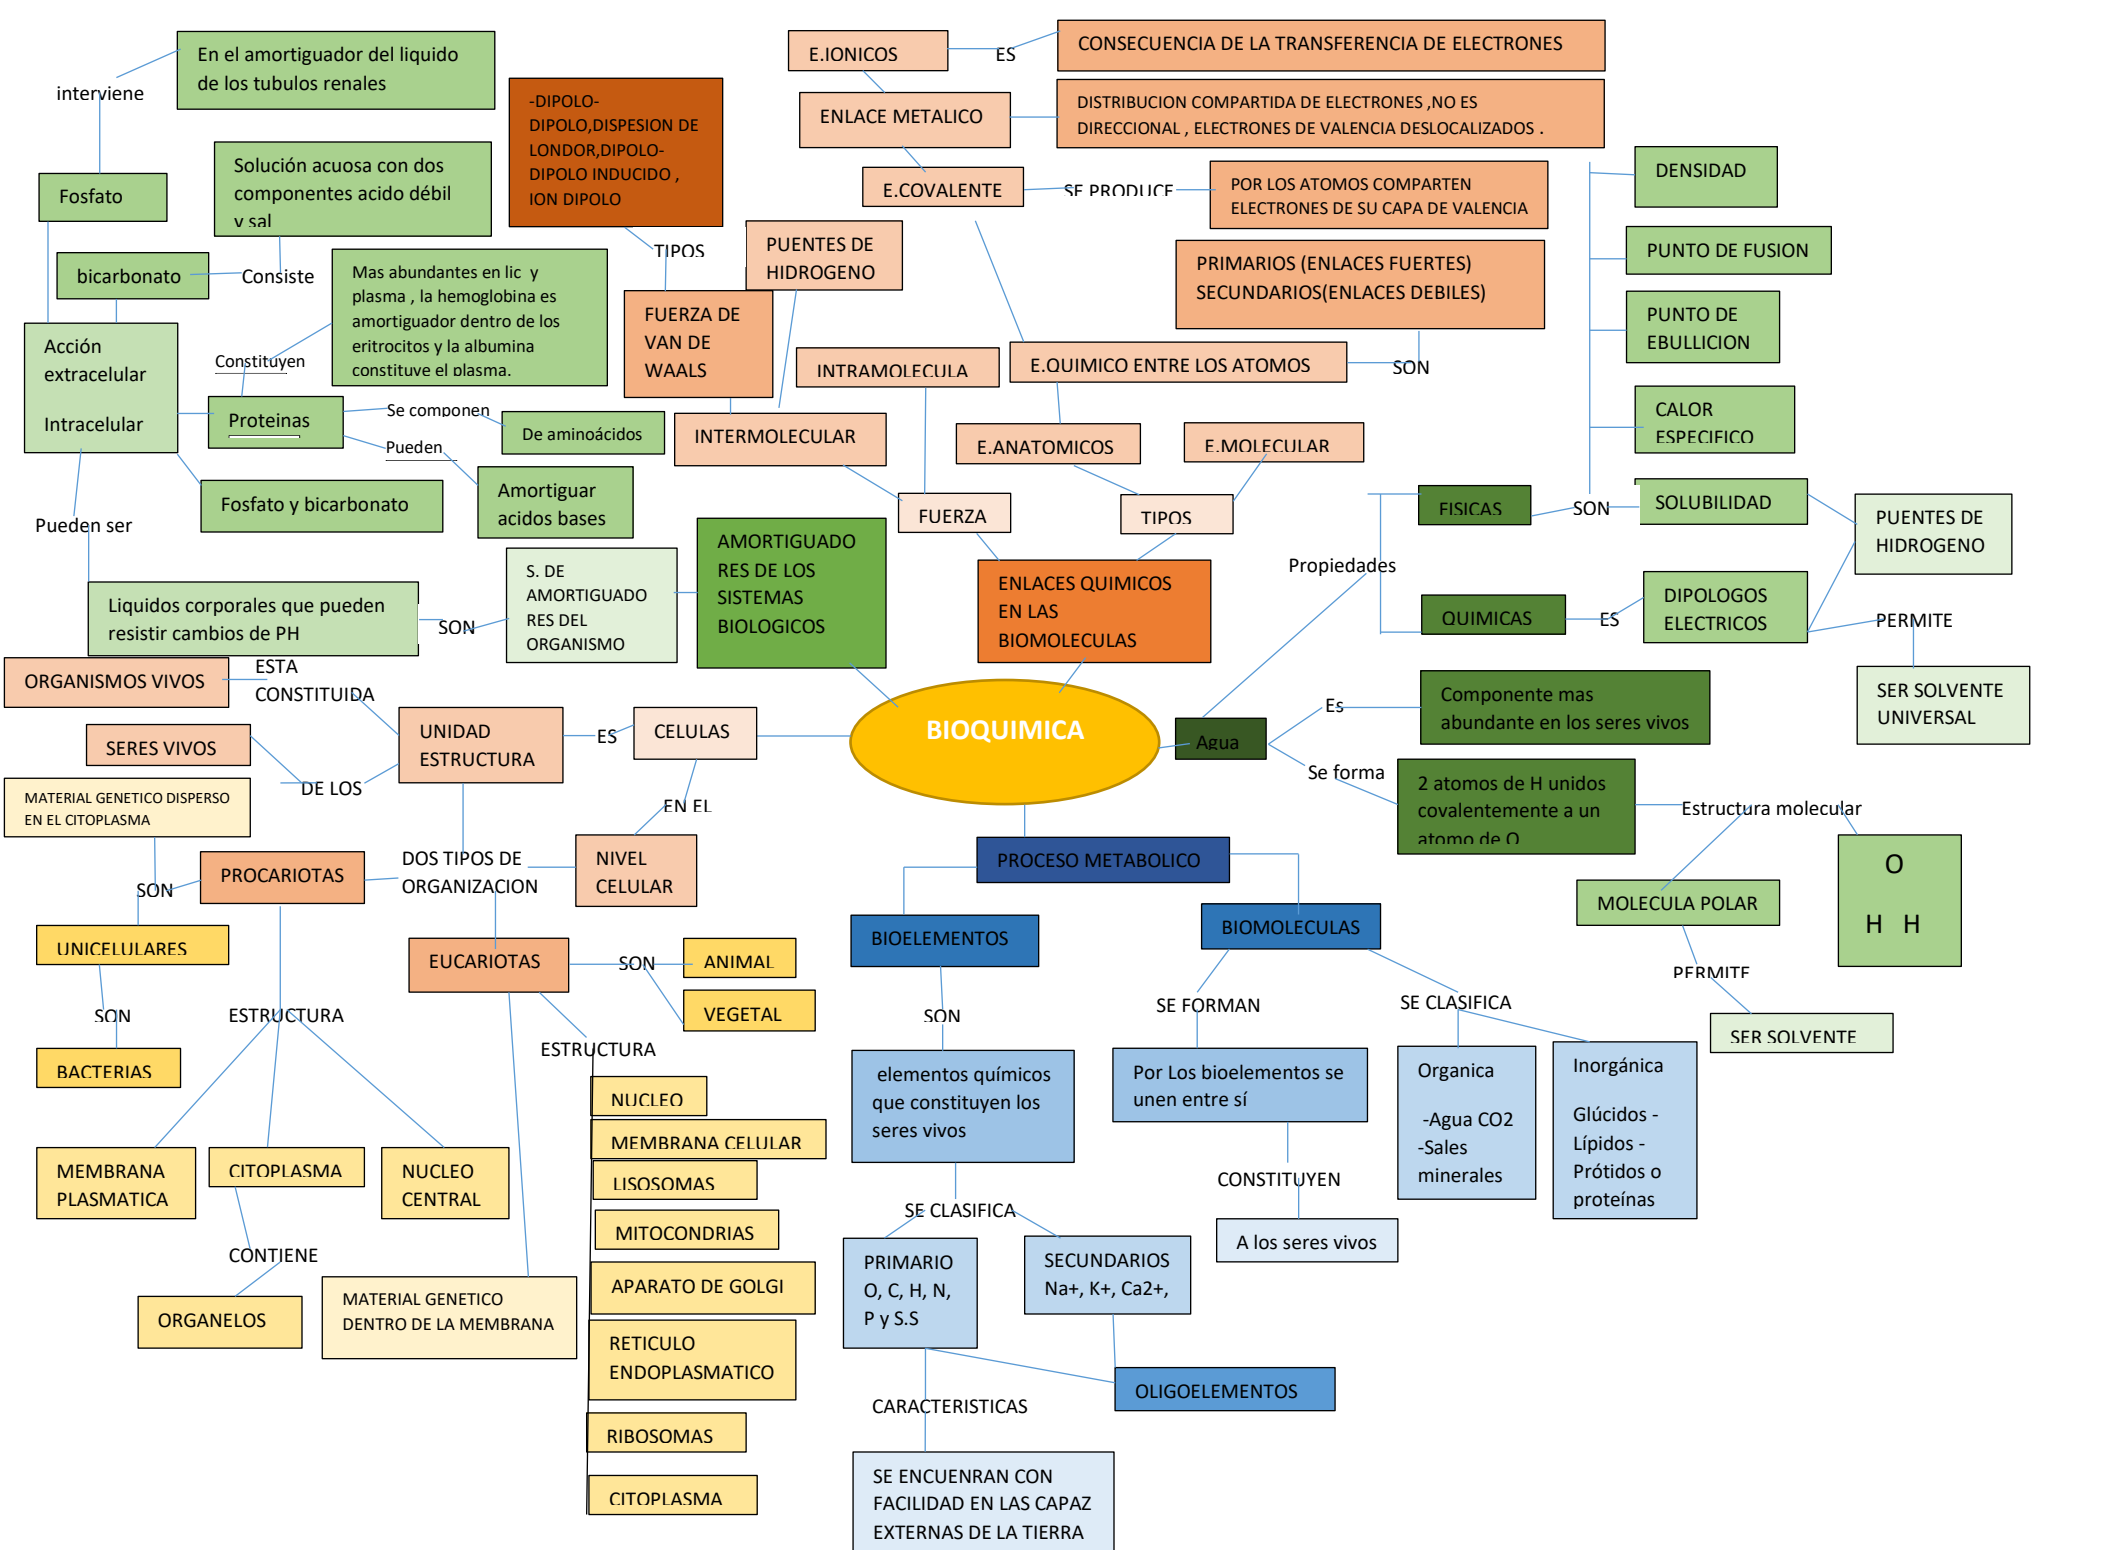 En el amortiguador del liquido
de los tubulos renales
interviene
Fosfato
Solución acuosa con dos
componentes acido débil
y sal
bicarbonato
Consiste
Acción
extracelular
Intracelular
Mas abundantes en lic y
plasma , la hemoglobina es
amortiguador dentro de los
eritrocitos y la albumina
constituye el plasma.
Constituyen
Proteinas
Se componen
De aminoácidos
Pueden
Amortiguar
acidos bases
Fosfato y bicarbonato
Pueden ser
Liquidos corporales que pueden
resistir cambios de PH
SON
S. DE
AMORTIGUADO
RES DEL
ORGANISMO
AMORTIGUADO
RES DE LOS
SISTEMAS
BIOLOGICOS
-DIPOLO-
DIPOLO,DISPESION DE
LONDOR,DIPOLO-
DIPOLO INDUCIDO ,
ION DIPOLO
TIPOS
FUERZA DE
VAN DE
WAALS
PUENTES DE
HIDROGENO
INTRAMOLECULA
INTERMOLECULAR
FUERZA
E.IONICOS
ES
CONSECUENCIA DE LA TRANSFERENCIA DE ELECTRONES
ENLACE METALICO
DISTRIBUCION COMPARTIDA DE ELECTRONES ,NO ES
DIRECCIONAL , ELECTRONES DE VALENCIA DESLOCALIZADOS .
E.COVALENTE
SE PRODUCE
POR LOS ATOMOS COMPARTEN
ELECTRONES DE SU CAPA DE VALENCIA
PRIMARIOS (ENLACES FUERTES)
SECUNDARIOS(ENLACES DEBILES)
E.QUIMICO ENTRE LOS ATOMOS
SON
E.ANATOMICOS
E.MOLECULAR
TIPOS
ENLACES QUIMICOS
EN LAS
BIOMOLECULAS
DENSIDAD
PUNTO DE FUSION
PUNTO DE
EBULLICION
CALOR
ESPECIFICO
SOLUBILIDAD
FISICAS
SON
PUENTES DE
HIDROGENO
Propiedades
QUIMICAS
ES
DIPOLOGOS
ELECTRICOS
PERMITE
SER SOLVENTE
UNIVERSAL
BIOQUIMICA
Agua
Es
Componente mas
abundante en los seres vivos
Se forma
2 atomos de H unidos
covalentemente a un
atomo de O
Estructura molecular
O
H H
MOLECULA POLAR
PERMITE
SER SOLVENTE
ORGANISMOS VIVOS
ESTA
CONSTITUIDA
SERES VIVOS
DE LOS
UNIDAD
ESTRUCTURA
ES
CELULAS
EN EL
NIVEL
CELULAR
DOS TIPOS DE
ORGANIZACION
MATERIAL GENETICO DISPERSO
EN EL CITOPLASMA
PROCARIOTAS
SON
UNICELULARES
SON
BACTERIAS
ESTRUCTURA
MEMBRANA
PLASMATICA
CITOPLASMA
NUCLEO
CENTRAL
CONTIENE
ORGANELOS
EUCARIOTAS
SON
ANIMAL
VEGETAL
ESTRUCTURA
NUCLEO
MEMBRANA CELULAR
LISOSOMAS
MITOCONDRIAS
APARATO DE GOLGI
RETICULO
ENDOPLASMATICO
RIBOSOMAS
CITOPLASMA
MATERIAL GENETICO
DENTRO DE LA MEMBRANA
PROCESO METABOLICO
BIOELEMENTOS
SON
elementos químicos
que constituyen los
seres vivos
SE CLASIFICA
PRIMARIO
O, C, H, N,
P y S.S
SECUNDARIOS
Na+, K+, Ca2+,
OLIGOELEMENTOS
CARACTERISTICAS
SE ENCUENRAN CON
FACILIDAD EN LAS CAPAZ
EXTERNAS DE LA TIERRA
BIOMOLECULAS
SE FORMAN
Por Los bioelementos se
unen entre sí
CONSTITUYEN
A los seres vivos
SE CLASIFICA
Organica
-Agua CO2
-Sales
minerales
Inorgánica
Glúcidos -
Lípidos -
Prótidos o
proteínas